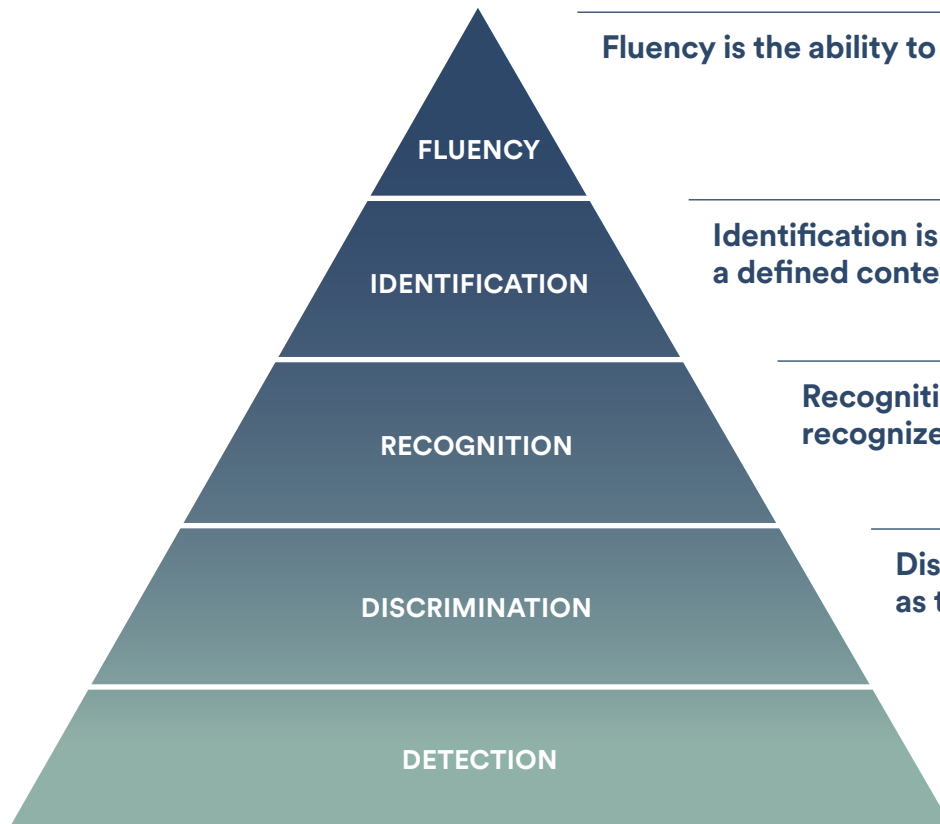 Fluency is the ability to
FLUENCY
Identification is
a defined
IDENTIFICATION
RECOGNITION
DISCRIMINATION
as
DETECTION